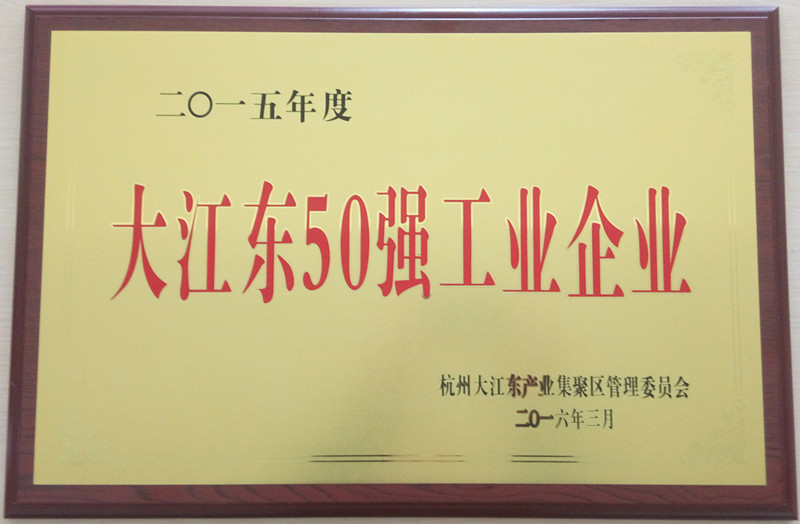 二〇一五年度
大江东50强工业企业
杭州大江东产业集聚区管理委员会
二〇一六年三月